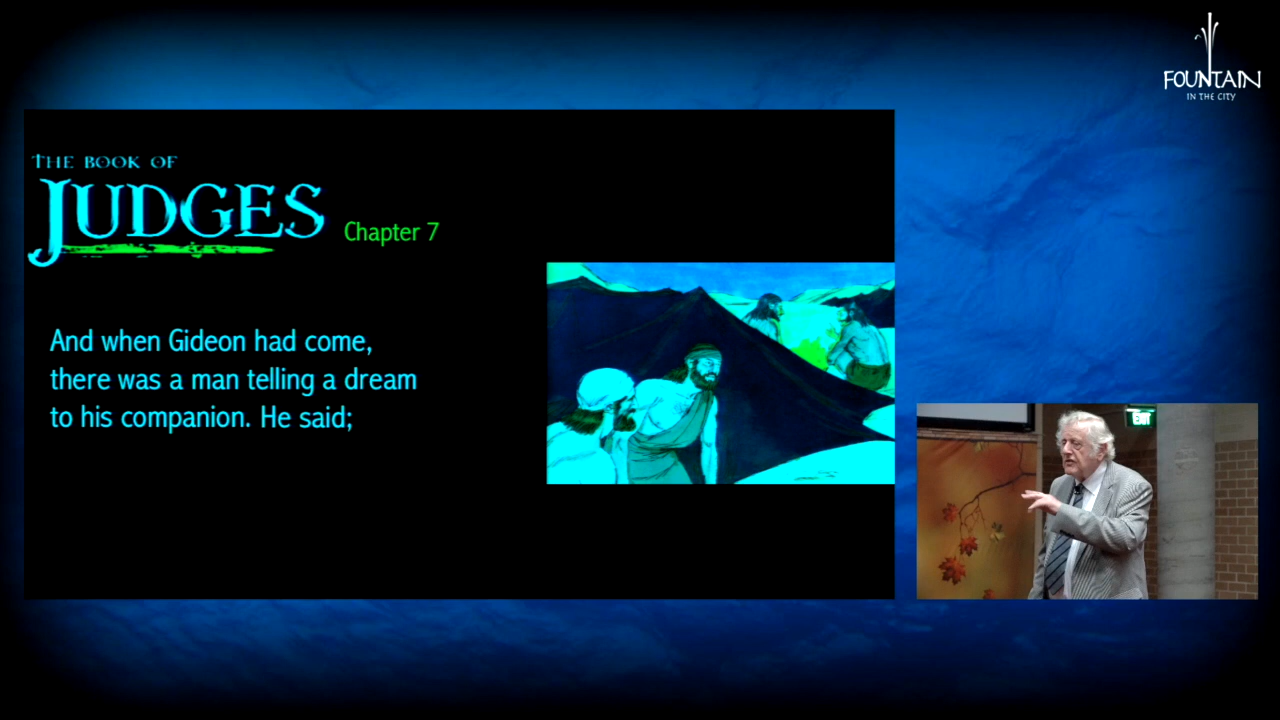 FOUNTAIN
IN THE CITY
THE BOOK OF
JUDGES
Chapter 7
And when Gideon had come,
there was a man telling a dream
to his companion. He said;
EXIT